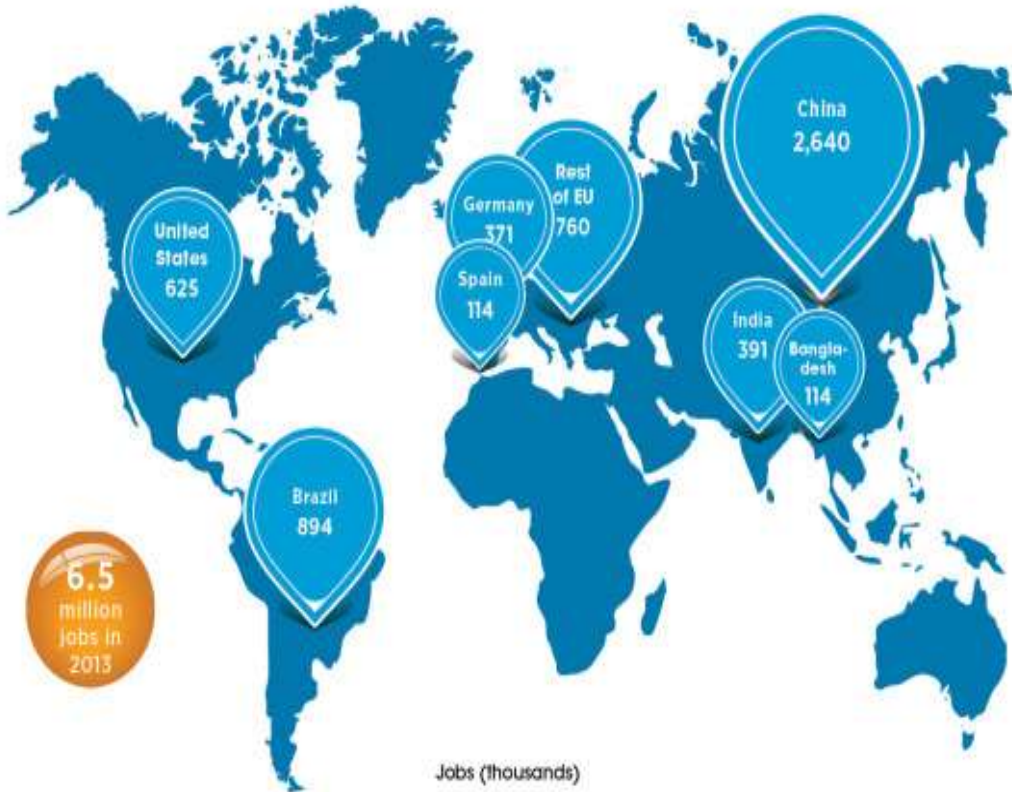 China
2,640
Rest
of EU
760
Germany
371
United
States
625
Spain
114
India
391
Bangla-
desh
114
Brazil
894
6.5
million
jobs in
2013
Jobs (thousands)